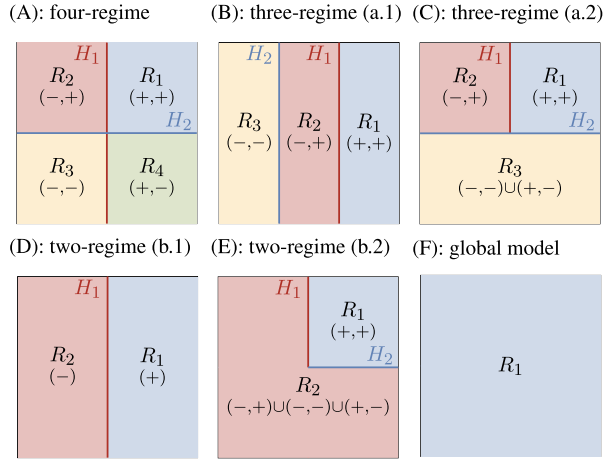 (A): four-regime
H₁
R₂
(−,+)
R₁
(+,+)
H₂
R₃
(−,−)
R₄
(+,−)
(B): three-regime (a.1)
H₂
H₁
R₃
(−,−)
R₂
(−,+)
R₁
(+,+)
(C): three-regime (a.2)
H₁
R₂
(−,+)
R₁
(+,+)
H₂
R₃
(−,−)∪(+,−)
(D): two-regime (b.1)
H₁
R₂
(−)
R₁
(+)
(E): two-regime (b.2)
H₁
R₁
(+,+)
H₂
R₂
(−,+)∪(−,−)∪(+,−)
(F): global model
R₁